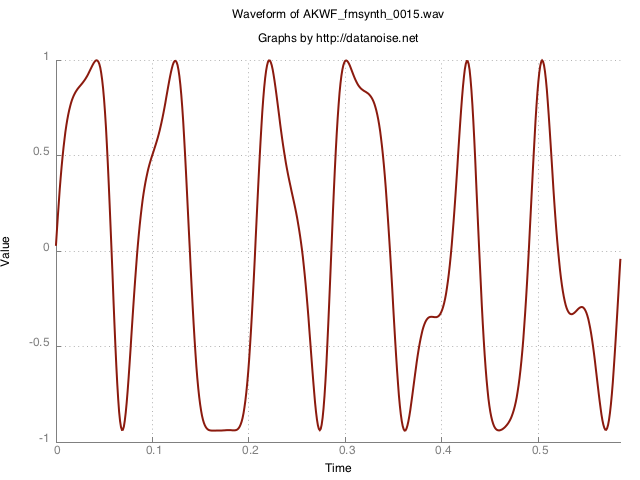 Waveform of AKWF_fmsynth_0015.wav
Graphs by http://datanoise.net
1
0.5
0
-0.5
-1
Value
0
0.1
0.2
0.3
0.4
0.5
Time